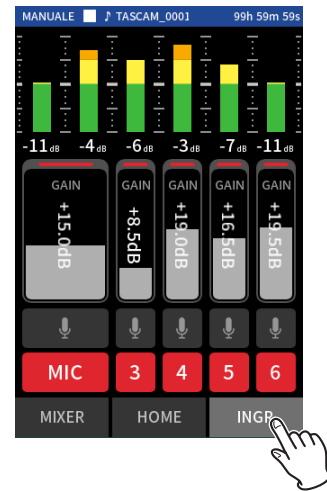 MANUALE ♪ TASCAM_0001 99h 59m 59s
-11 dB -4 dB -6 dB -3 dB -7 dB -11 dB
GAIN GAIN GAIN GAIN GAIN
+15.0dB +8.5dB +19.0dB +16.5dB +19.5dB
MIC 3 4 5 6
MIXER HOME INGR